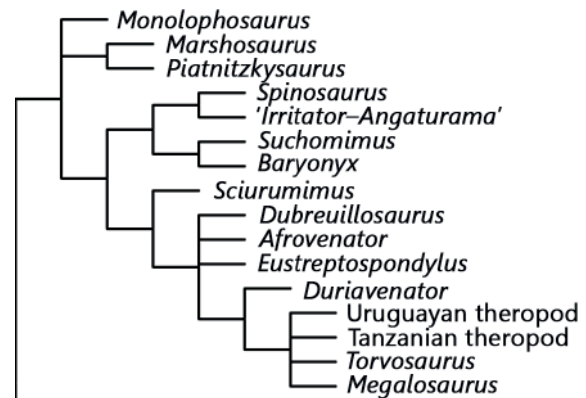 Monolophosaurus
Marshosaurus
Piatnitzkysaurus
Spinosaurus
'Irritator–Angaturama'
Suchomimus
Baryonyx
Sciurumimus
Dubreuillosaurus
Afrovenator
Eustreptospondylus
Duriavenator
Uruguayan theropod
Tanzanian theropod
Torvosaurus
Megalosaurus